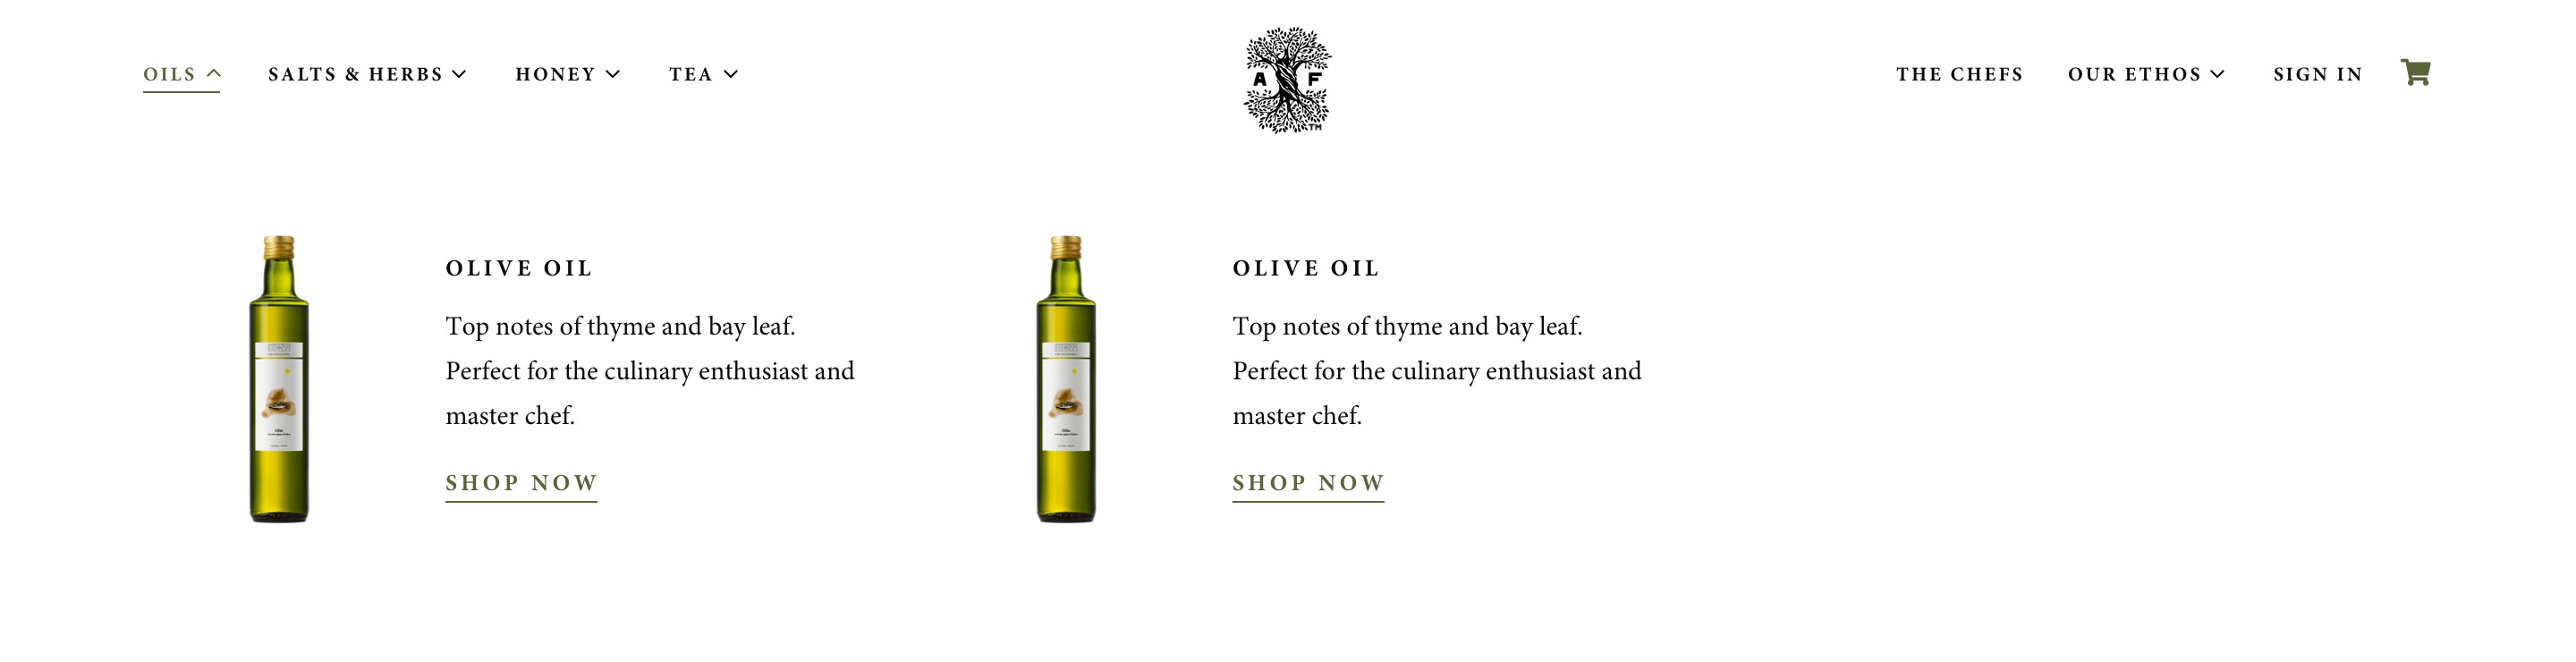 OILS
SALTS & HERBS
HONEY
TEA
A F
TM
THE CHEFS
OUR ETHOS
SIGN IN
OLIVE OIL
Top notes of thyme and bay leaf.
Perfect for the culinary enthusiast and
master chef.
SHOP NOW
OLIVE OIL
Top notes of thyme and bay leaf.
Perfect for the culinary enthusiast and
master chef.
SHOP NOW